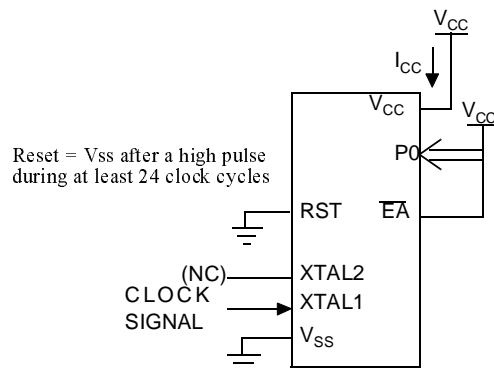 VCC
ICC
VCC
VCC
P0
Reset = Vss after a high pulse
during at least 24 clock cycles
RST
EA
(NC)
XTAL2
CLOCK
SIGNAL
XTAL1
VSS